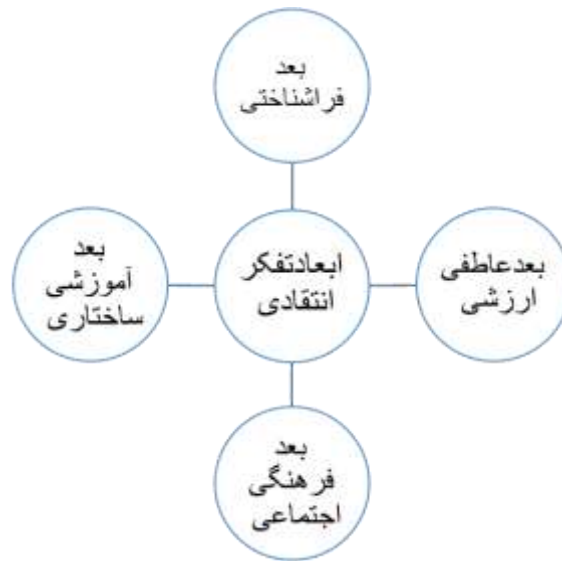 بعد
فراشناختی
بعد
آموزشی
ساختاری
ابعادتفکر
انتقادی
بعدعاطفی
ارزشی
بعد
فرهنگی
اجتماعی